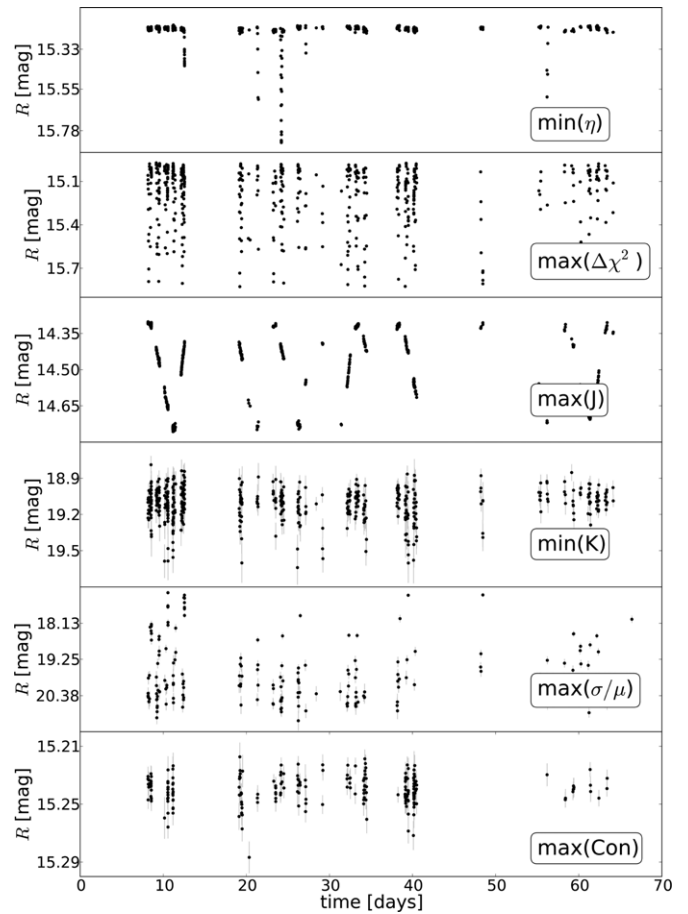 R [mag]
15.33
15.55
15.78
min(η)
R [mag]
15.1
15.4
15.7
max(Δχ²)
R [mag]
14.35
14.50
14.65
max(J)
R [mag]
18.9
19.2
19.5
min(K)
R [mag]
18.13
19.25
20.38
max(σ/μ)
R [mag]
15.21
15.25
15.29
max(Con)
0 10 20 30 40 50 60 70
time [days]